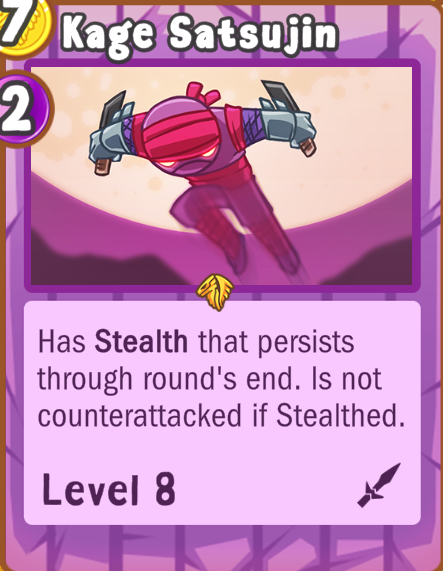 7
Kage Satsujin
2
Has Stealth that persists
through round's end. Is not
counterattacked if Stealthed.
Level 8